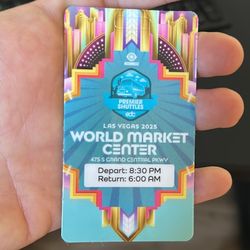 PREMIER
SHUTTLES
edc
LAS VEGAS 2025
WORLD MARKET
CENTER
475 S GRAND CENTRAL PKWY
Depart: 8:30 PM
Return: 6:00 AM